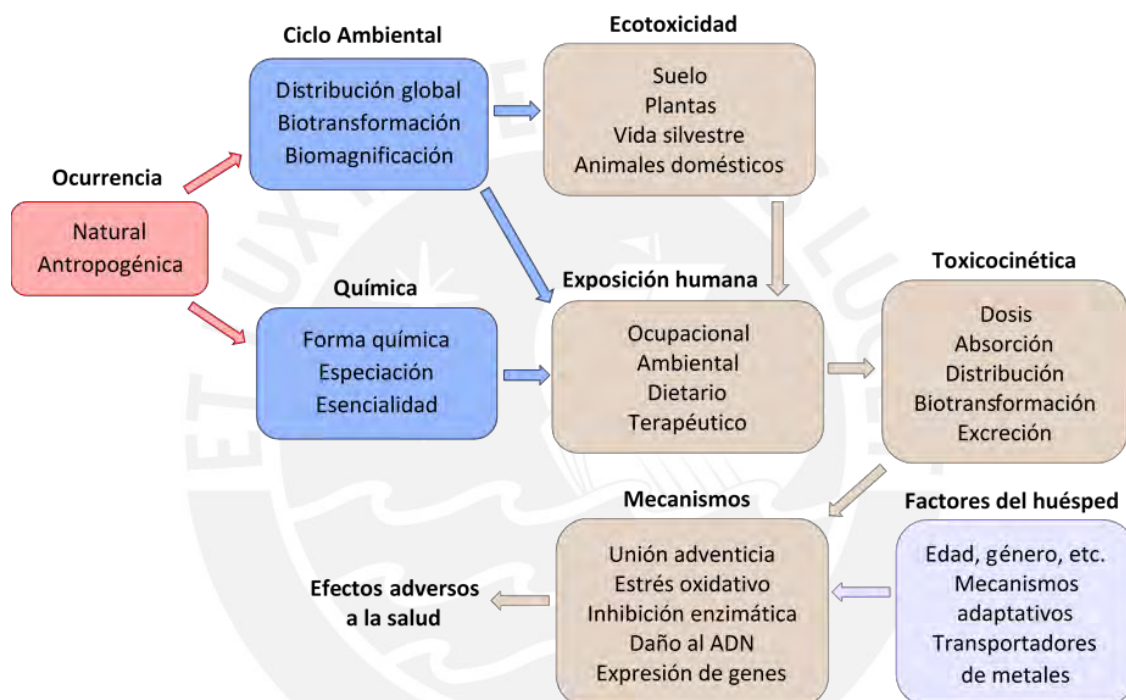 Ciclo Ambiental
Distribución global
Biotransformación
Biomagnificación
Ecotoxicidad
Suelo
Plantas
Vida silvestre
Animales domésticos
Ocurrencia
Natural
Antropogénica
Química
Forma química
Especiación
Esencialidad
Exposición humana
Ocupacional
Ambiental
Dietario
Terapéutico
Toxicocinética
Dosis
Absorción
Distribución
Biotransformación
Excreción
Mecanismos
Unión adventicia
Estrés oxidativo
Inhibición enzimática
Daño al ADN
Expresión de genes
Factores del huésped
Edad, género, etc.
Mecanismos
adaptativos
Transportadores
de metales
Efectos adversos
a la salud